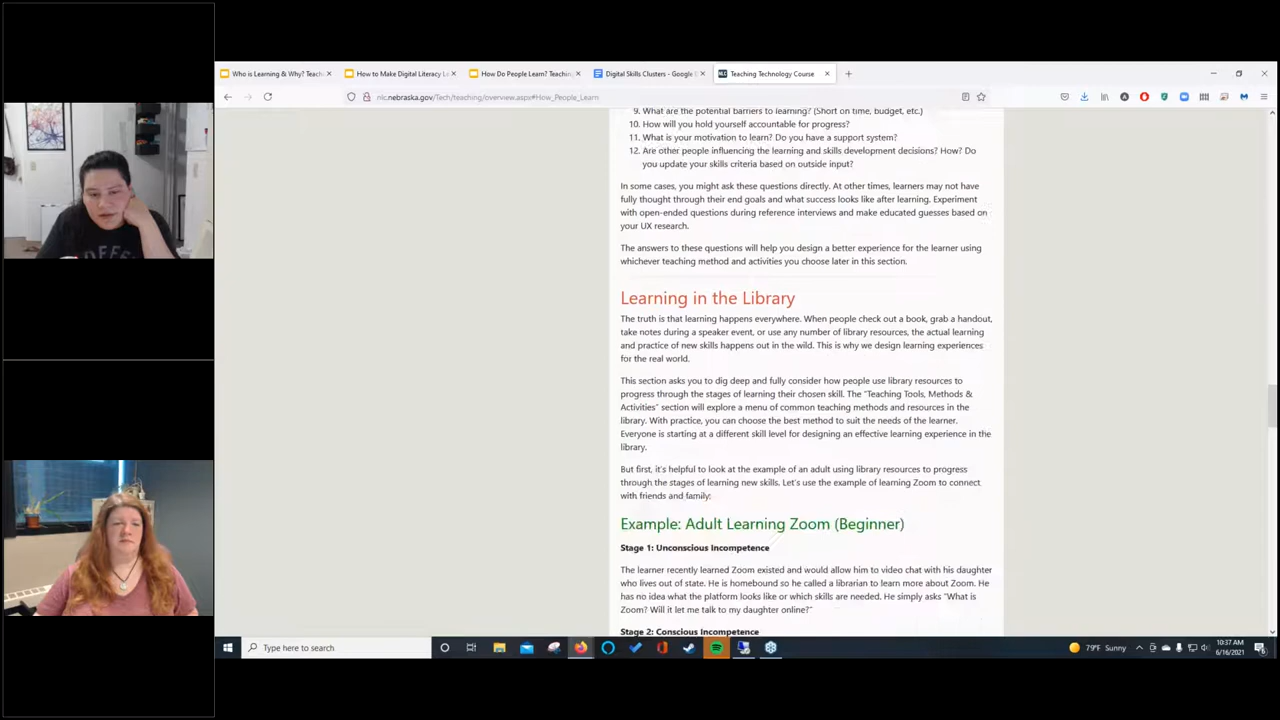 Who is Learning & Why? Teachi
How to Make Digital Literacy Le
How Do People Learn? Teaching
Digital Skills Clusters - Google D
Teaching Technology Course
nlc.nebraska.gov/Tech/teaching/overview.aspx#How_People_Learn
9. What are the potential barriers to learning? (Short on time, budget, etc.)
10. How will you hold yourself accountable for progress?
11. What is your motivation to learn? Do you have a support system?
12. Are other people influencing the learning and skills development decisions? How? Do
you update your skills criteria based on outside input?
In some cases, you might ask these questions directly. At other times, learners may not have
fully thought through their end goals and what success looks like after learning. Experiment
with open-ended questions during reference interviews and make educated guesses based on
your UX research.
The answers to these questions will help you design a better experience for the learner using
whichever teaching method and activities you choose later in this section.
Learning in the Library
The truth is that learning happens everywhere. When people check out a book, grab a handout,
take notes during a speaker event, or use any number of library resources, the actual learning
and practice of new skills happens out in the wild. This is why we design learning experiences
for the real world.
This section asks you to dig deep and fully consider how people use library resources to
progress through the stages of learning their chosen skill. The "Teaching Tools, Methods &
Activities" section will explore a menu of common teaching methods and resources in the
library. With practice, you can choose the best method to suit the needs of the learner.
Everyone is starting at a different skill level for designing an effective learning experience in the
library.
But first, it's helpful to look at the example of an adult using library resources to progress
through the stages of learning new skills. Let's use the example of learning Zoom to connect
with friends and family:
Example: Adult Learning Zoom (Beginner)
Stage 1: Unconscious Incompetence
The learner recently learned Zoom existed and would allow him to video chat with his daughter
who lives out of state. He is homebound so he called a librarian to learn more about Zoom. He
has no idea what the platform looks like or which skills are needed. He simply asks "What is
Zoom? Will it let me talk to my daughter online?"
Stage 2: Conscious Incompetence
Type here to search
79°F Sunny
10:37 AM
6/16/2021